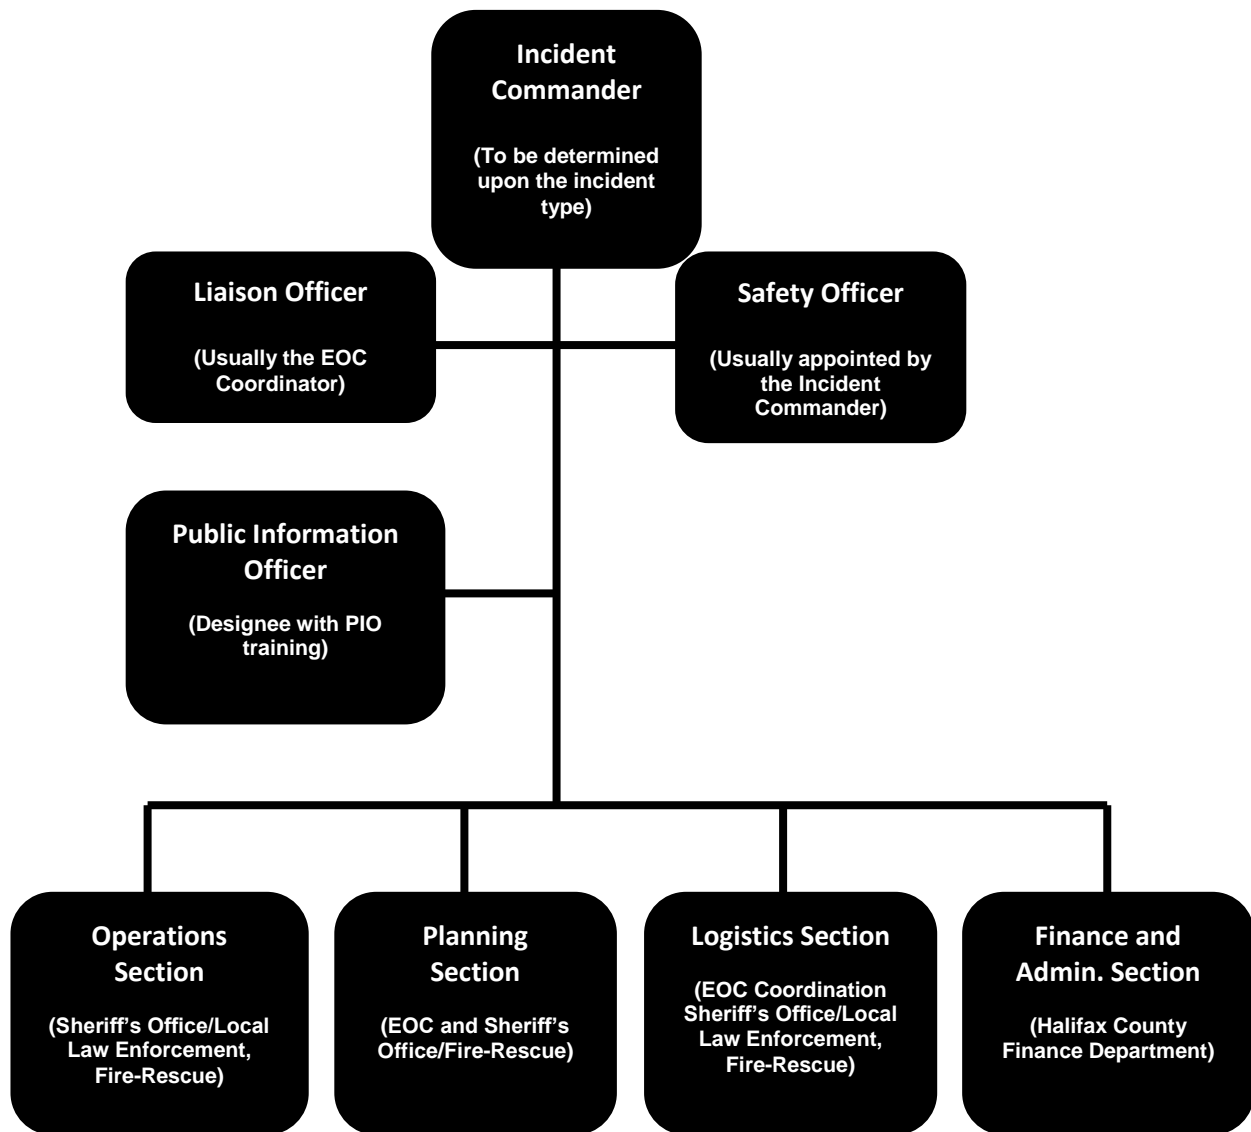 Incident
Commander
(To be determined
upon the incident
type)
Liaison Officer
(Usually the EOC
Coordinator)
Safety Officer
(Usually appointed by
the Incident
Commander)
Public Information
Officer
(Designee with PIO
training)
Operations
Section
(Sheriff’s Office/Local
Law Enforcement,
Fire-Rescue)
Planning
Section
(EOC and Sheriff’s
Office/Fire-Rescue)
Logistics Section
(EOC Coordination
Sheriff’s Office/Local
Law Enforcement,
Fire-Rescue)
Finance and
Admin. Section
(Halifax County
Finance Department)